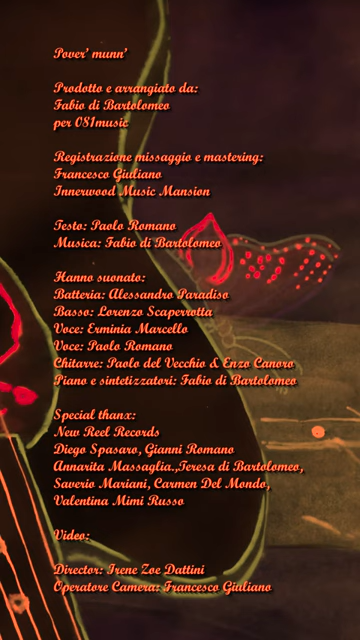 Pover' munn'
Prodotto e arrangiato da:
Fabio di Bartolomeo
per 081music
Registrazione missaggio e mastering:
Francesco Giuliano
Innerwood Music Mansion
Testo: Paolo Romano
Musica: Fabio di Bartolomeo
Hanno suonato:
Batteria: Alessandro Paradiso
Basso: Lorenzo Scaperrotta
Voce: Erminia Marcello
Voce: Paolo Romano
Chitarre: Paolo del Vecchio & Enzo Canoro
Piano e sintetizzatori: Fabio di Bartolomeo
Special thanx:
New Reel Records
Diego Spasaro, Gianni Romano
Annarita Massaglia.,Teresa di Bartolomeo,
Saverio Mariani, Carmen Del Mondo,
Valentina Mimi Russo
Video:
Director: Irene Zoe Dattini
Operatore Camera: Francesco Giuliano